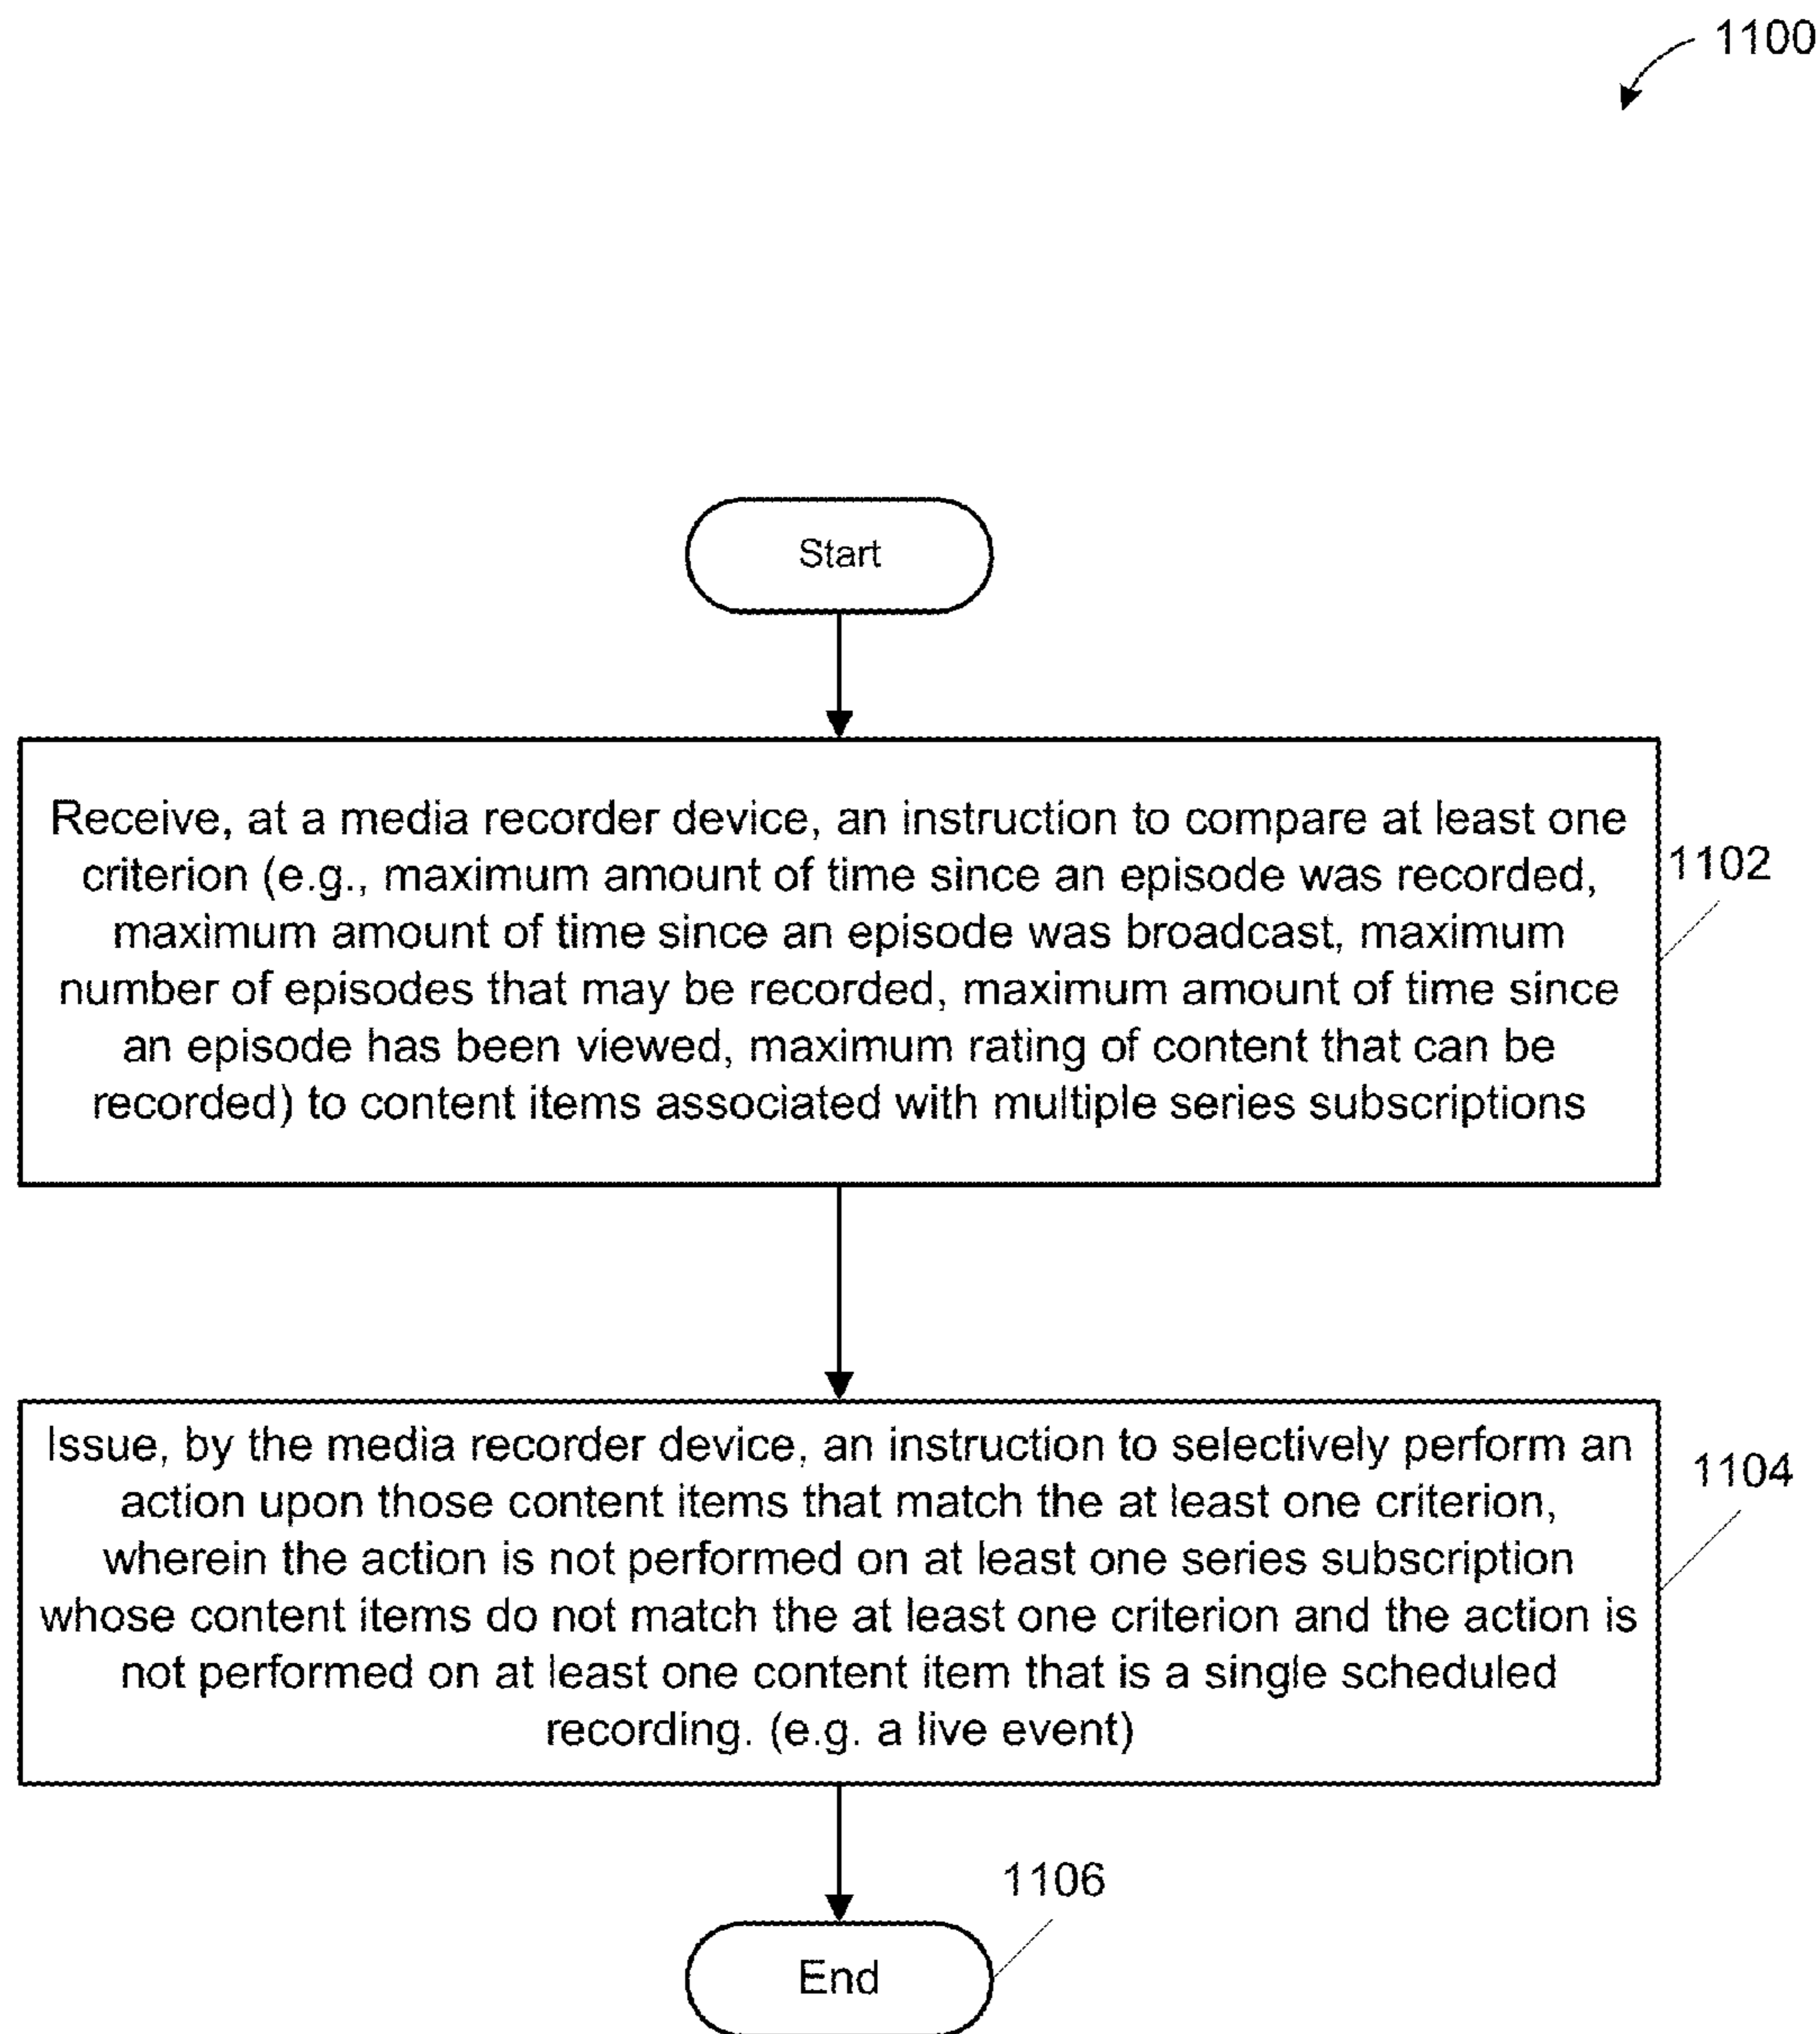 1100
Start
Receive, at a media recorder device, an instruction to compare at least one
criterion (e.g., maximum amount of time since an episode was recorded,
maximum amount of time since an episode was broadcast, maximum
number of episodes that may be recorded, maximum amount of time since
an episode has been viewed, maximum rating of content that can be
recorded) to content items associated with multiple series subscriptions
1102
Issue, by the media recorder device, an instruction to selectively perform an
action upon those content items that match the at least one criterion,
wherein the action is not performed on at least one series subscription
whose content items do not match the at least one criterion and the action is
not performed on at least one content item that is a single scheduled
recording. (e.g. a live event)
1104
1106
End